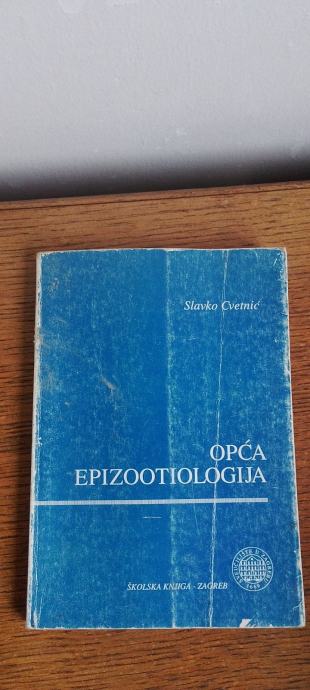 Slavko Cvetnić
OPĆA
EPIZOOTIOLOGIJA
ŠKOLSKA KNJIGA - ZAGREB